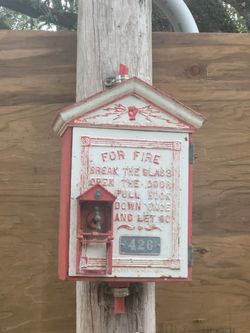 FOR FIRE
BREAK THE GLASS
OPEN THE DOOR
PULL HOOK
DOWN ONCE
AND LET GO
426